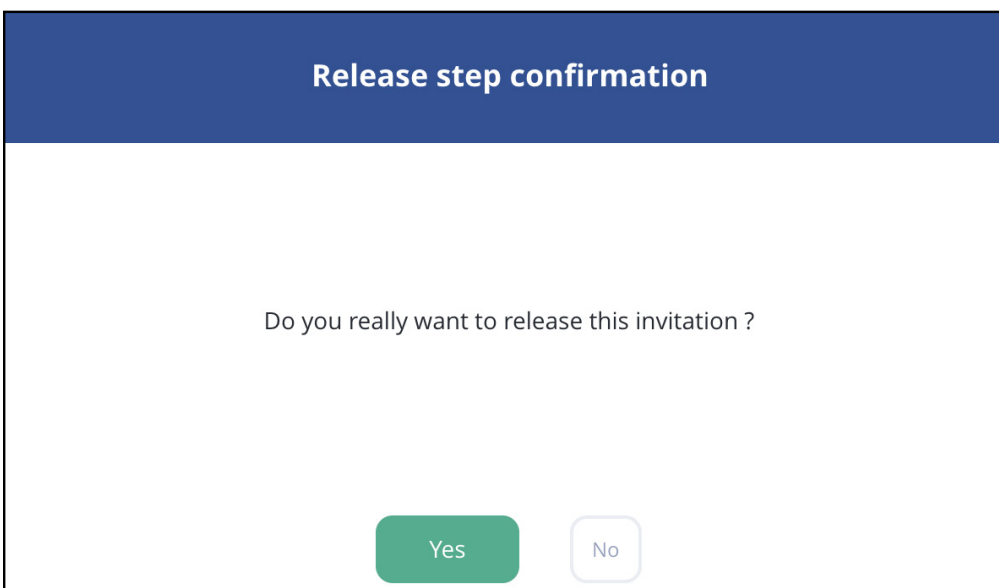 Release step confirmation
Do you really want to release this invitation ?
Yes
No